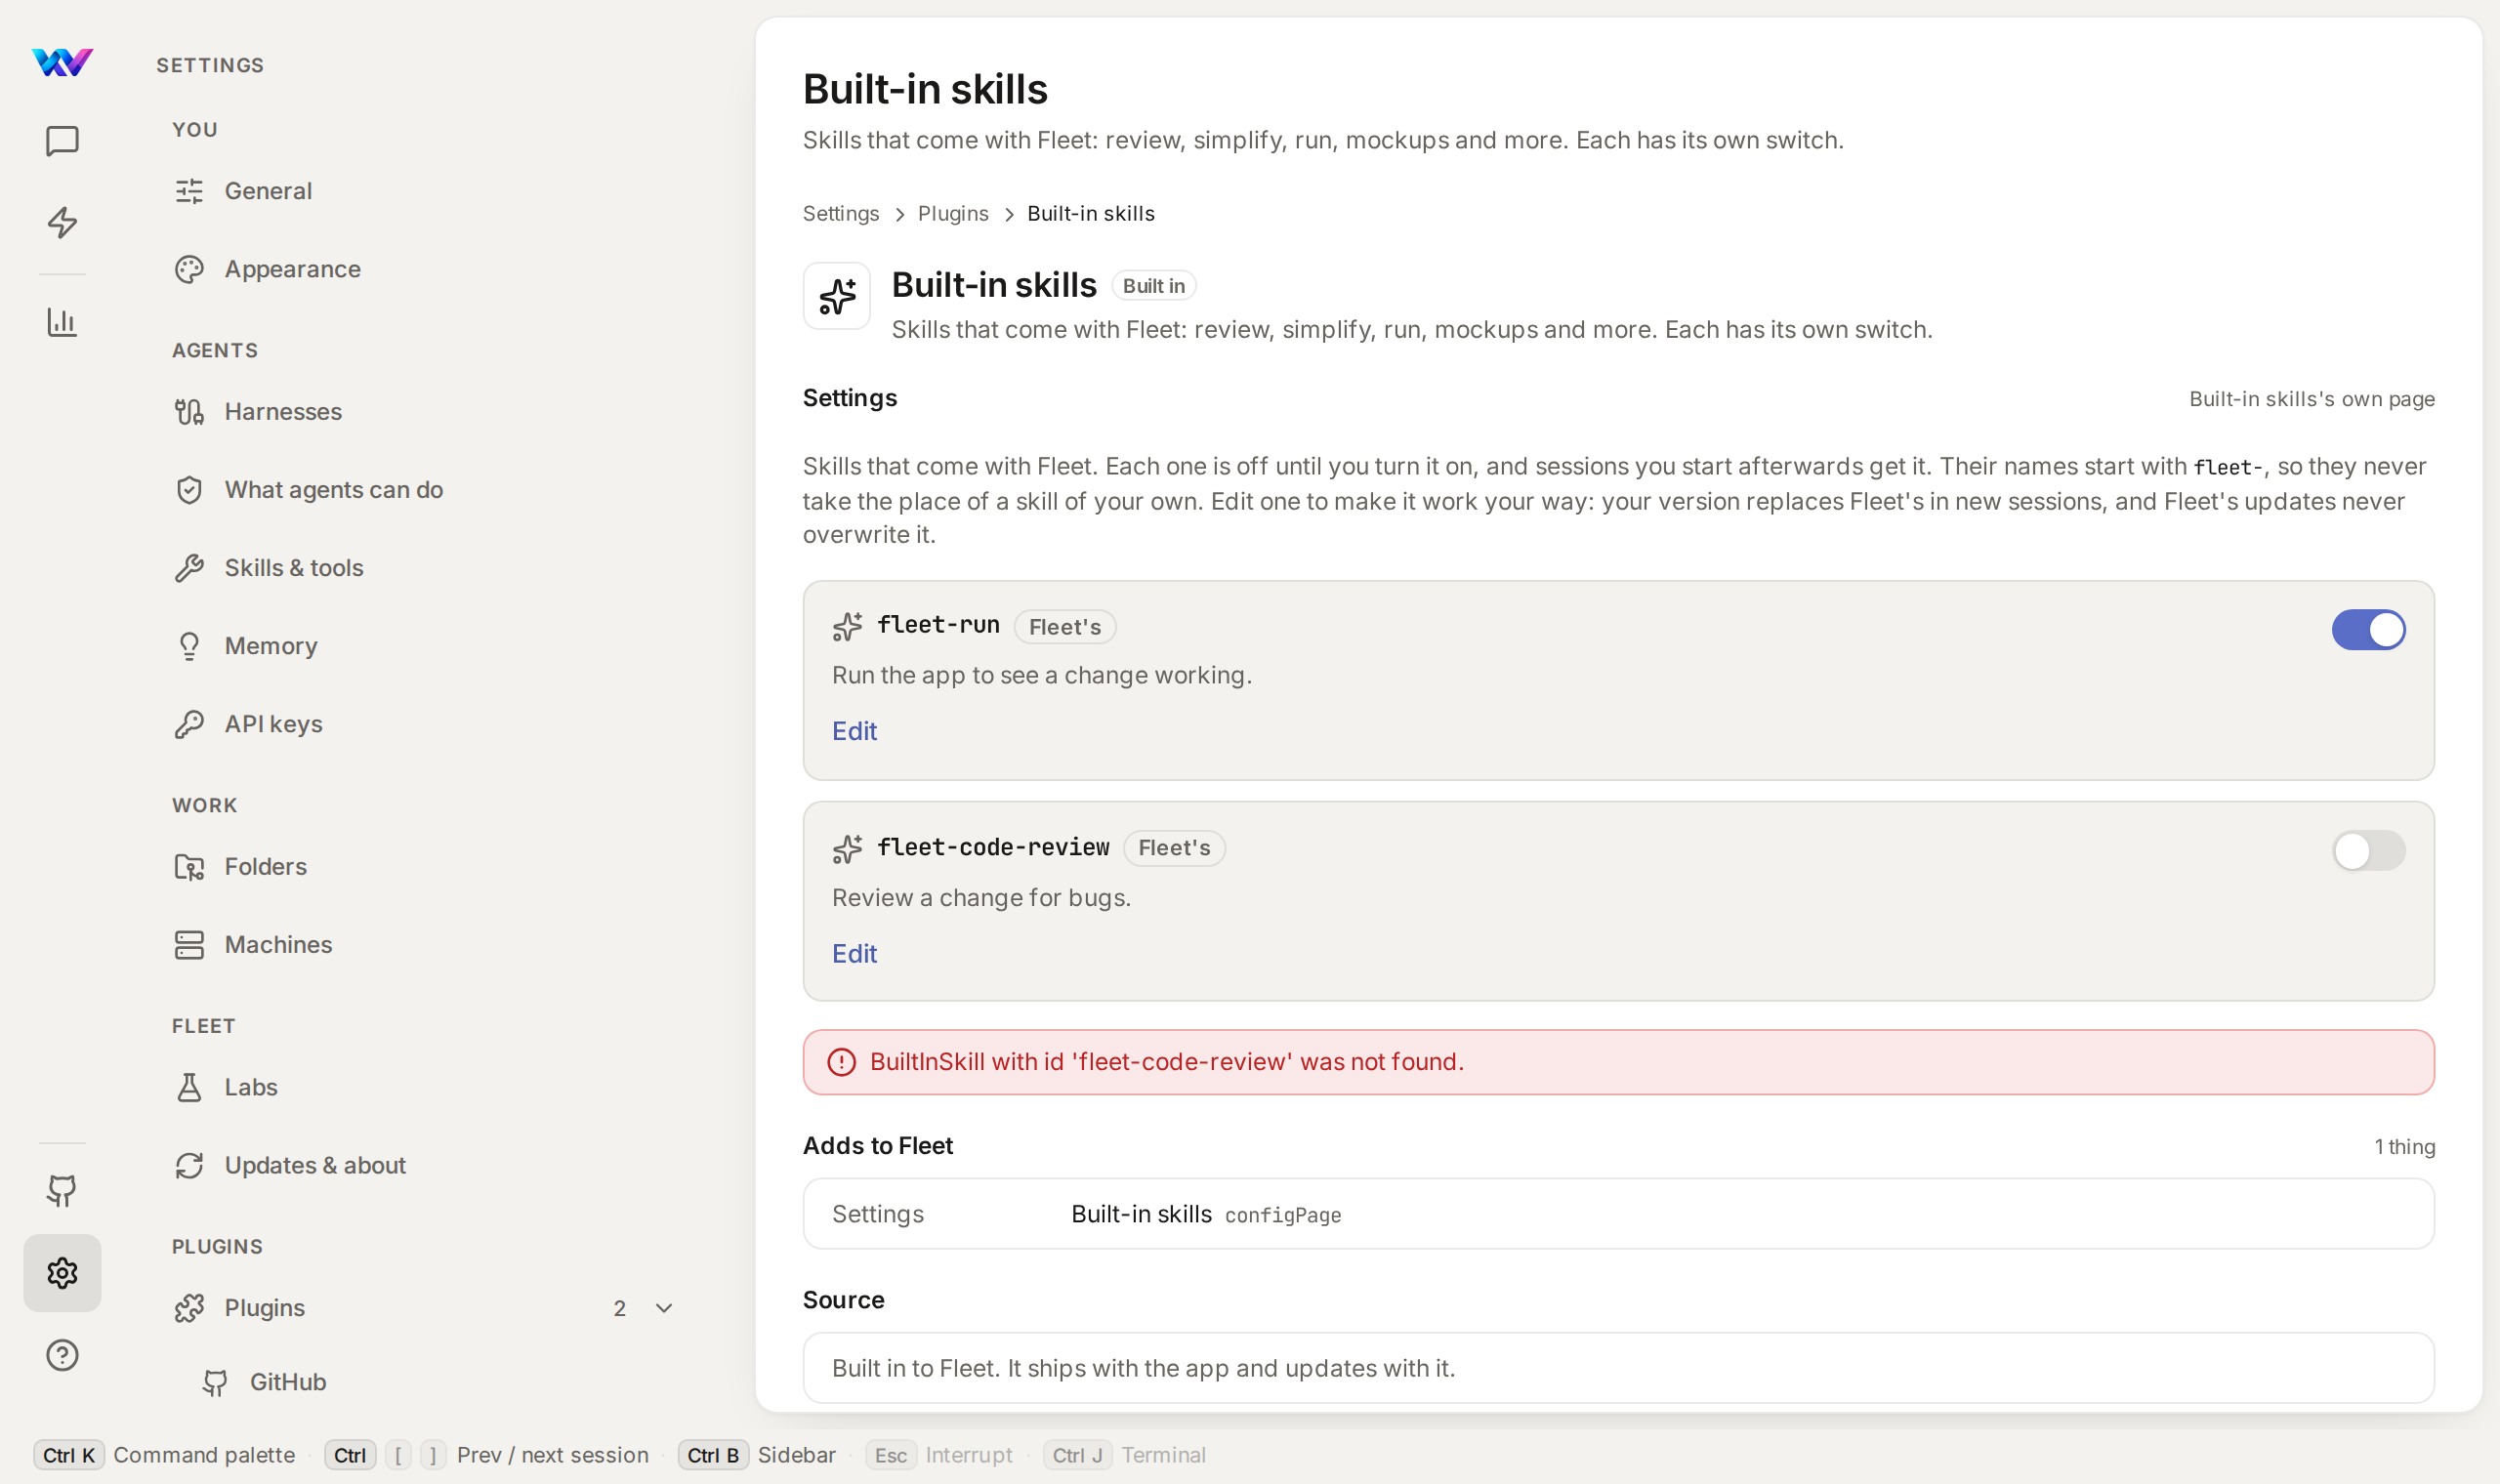 SETTINGS
YOU
General
Appearance
AGENTS
Harnesses
What agents can do
Skills & tools
Memory
API keys
WORK
Folders
Machines
FLEET
Labs
Updates & about
PLUGINS
Plugins 2
GitHub
Built-in skills
Skills that come with Fleet: review, simplify, run, mockups and more. Each has its own switch.
Settings > Plugins > Built-in skills
Built-in skills Built in
Skills that come with Fleet: review, simplify, run, mockups and more. Each has its own switch.
Settings Built-in skills's own page
Skills that come with Fleet. Each one is off until you turn it on, and sessions you start afterwards get it. Their names start with fleet-, so they never
take the place of a skill of your own. Edit one to make it work your way: your version replaces Fleet's in new sessions, and Fleet's updates never
overwrite it.
fleet-run Fleet's
Run the app to see a change working.
Edit
fleet-code-review Fleet's
Review a change for bugs.
Edit
BuiltInSkill with id 'fleet-code-review' was not found.
Adds to Fleet 1 thing
Settings Built-in skills configPage
Source
Built in to Fleet. It ships with the app and updates with it.
Ctrl K Command palette · Ctrl [ ] Prev / next session · Ctrl B Sidebar · Esc Interrupt · Ctrl J Terminal